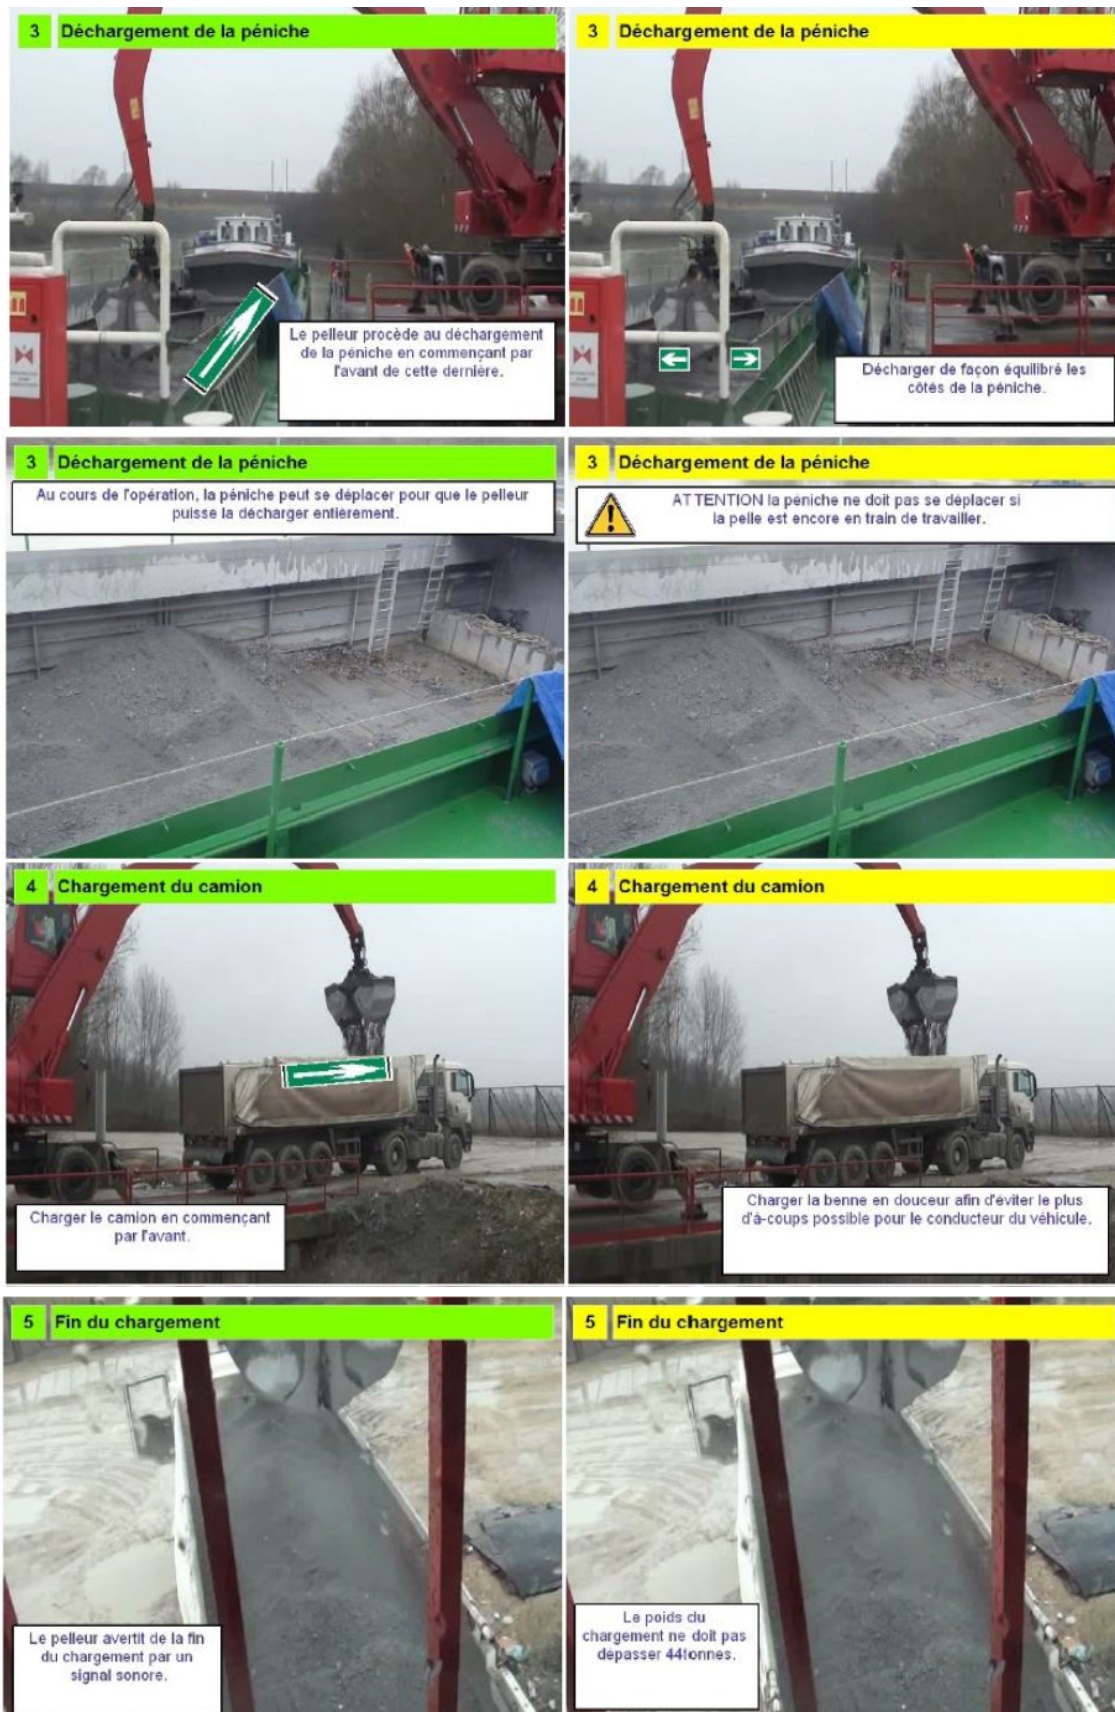 3 Déchargement de la péniche
Le pelleur procède au déchargement
de la péniche en commençant par
l'avant de cette dernière.
3 Déchargement de la péniche
Décharger de façon équilibré les
côtés de la péniche.
3 Déchargement de la péniche
Au cours de l'opération, la péniche peut se déplacer pour que le pelleur
puisse la décharger entièrement.
3 Déchargement de la péniche
ATTENTION la péniche ne doit pas se déplacer si
la pelle est encore en train de travailler.
4 Chargement du camion
Charger le camion en commençant
par l'avant.
4 Chargement du camion
Charger la benne en douceur afin d'éviter le plus
d'à-coups possible pour le conducteur du véhicule.
5 Fin du chargement
Le pelleur avertit de la fin
du chargement par un
signal sonore.
5 Fin du chargement
Le poids du
chargement ne doit pas
dépasser 44tonnes.